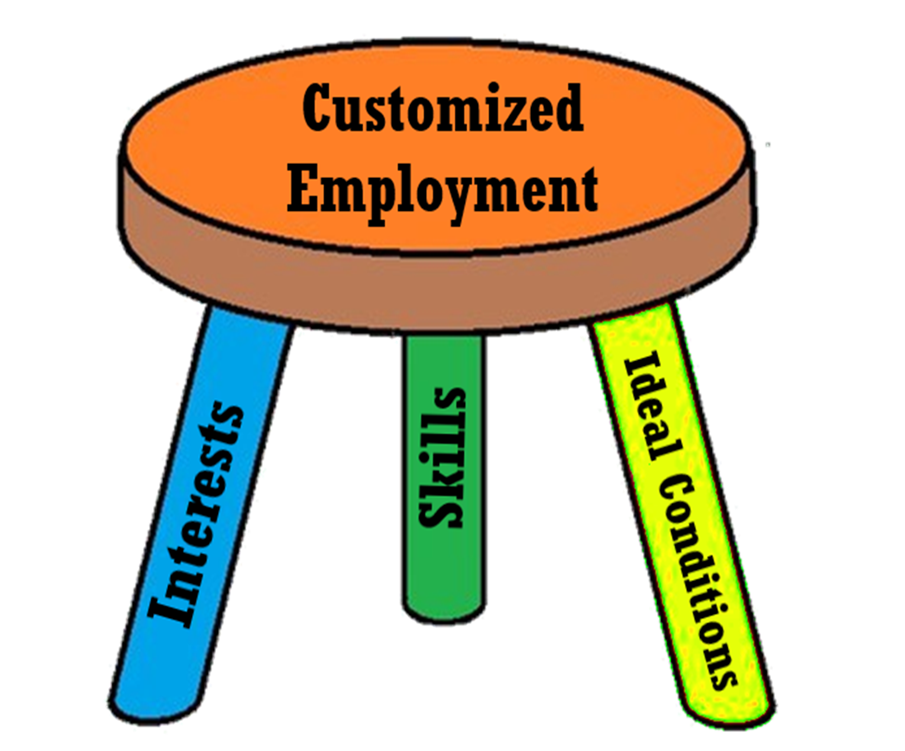 Customized
Employment
Interests
Skills
Ideal Conditions